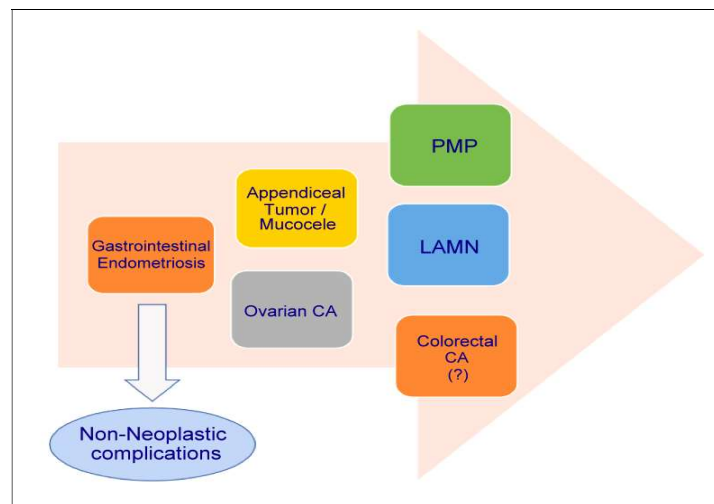 Gastrointestinal
Endometriosis
Appendiceal
Tumor /
Mucocele
Ovarian CA
PMP
LAMN
Colorectal
CA
(?)
Non-Neoplastic
complications